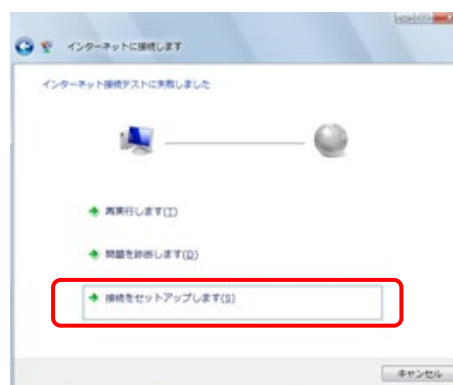 インターネットに接続します
インターネット接続テストに失敗しました
再実行します(T)
問題を診断します(D)
接続をセットアップします(S)
キャンセル